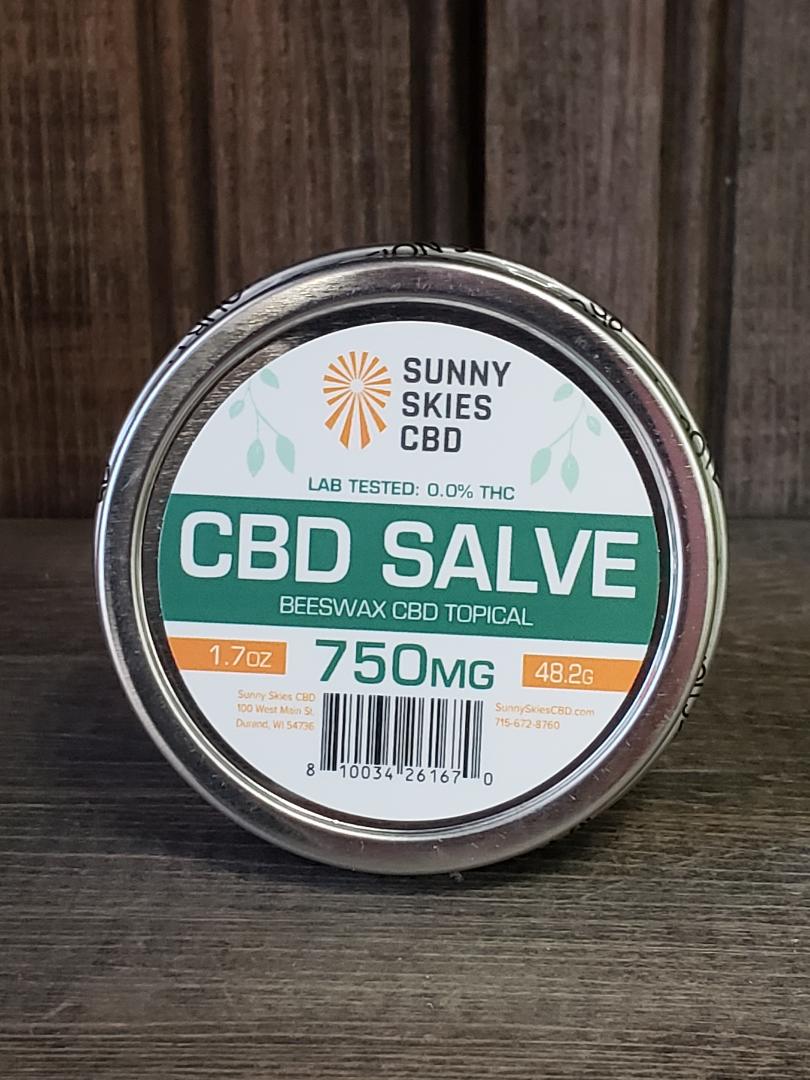 SUNNY
SKIES
CBD
LAB TESTED: 0.0% THC
CBD SALVE
BEESWAX CBD TOPICAL
1.7OZ 750MG 48.2G
Sunny Skies CBD
100 West Main St.
Durand, WI 54736
SunnySkiesCBD.com
715-672-8760
8 10034 26167 0